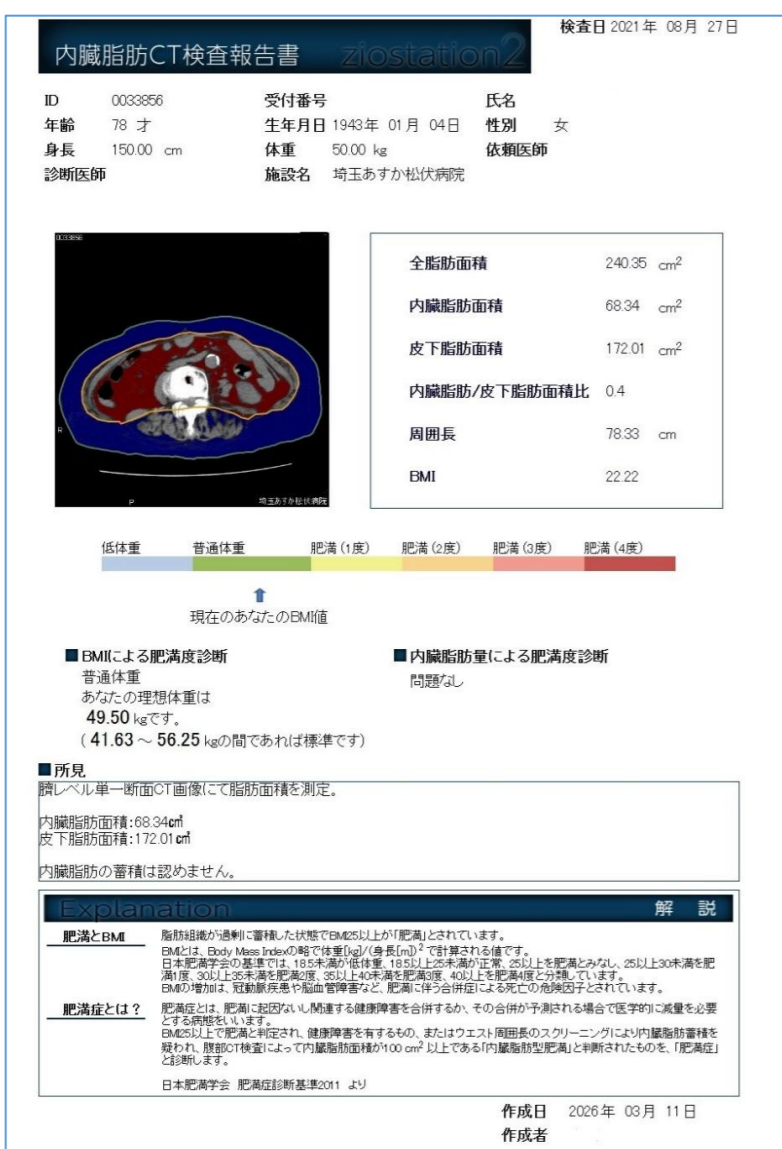 検査日 2021年 08月 27日
内臓脂肪CT検査報告書 ziostation2
ID 0033856 受付番号 氏名
年齢 78 才 生年月日 1943年 01月 04日 性別 女
身長 150.00 cm 体重 50.00 kg 依頼医師
診断医師 施設名 埼玉あすか松伏病院
0033856
R
P
埼玉あすか松伏病院
全脂肪面積 240.35 cm²
内臓脂肪面積 68.34 cm²
皮下脂肪面積 172.01 cm²
内臓脂肪/皮下脂肪面積比 0.4
周囲長 78.33 cm
BMI 22.22
低体重 普通体重 肥満(1度) 肥満(2度) 肥満(3度) 肥満(4度)
現在のあなたのBMI値
■BMIによる肥満度診断
普通体重
あなたの理想体重は
49.50 kgです。
( 41.63 ～ 56.25 kgの間であれば標準です)
■内臓脂肪量による肥満度診断
問題なし
■所見
臍レベル単一断面CT画像にて脂肪面積を測定。
内臓脂肪面積:68.34㎠
皮下脂肪面積:172.01㎠
内臓脂肪の蓄積は認めません。
Explanation 解 説
肥満とBMI
脂肪組織が過剰に蓄積した状態でBMI25以上が「肥満」とされています。
BMIとは、Body Mass Indexの略で体重[kg]/(身長[m])² で計算される値です。
日本肥満学会の基準では、18.5未満が低体重、18.5以上25未満が正常、25以上を肥満とみなし、25以上30未満を肥
満1度、30以上35未満を肥満2度、35以上40未満を肥満3度、40以上を肥満4度と分類しています。
BMIの増加は、冠動脈疾患や脳血管障害など、肥満に伴う合併症による死亡の危険因子とされています。
肥満症とは？
肥満症とは、肥満に起因ないし関連する健康障害を合併するか、その合併が予測される場合で医学的に減量を必要
とする病態をいいます。
BMI25以上で肥満と判定され、健康障害を有するもの、またはウエスト周囲長のスクリーニングにより内臓脂肪蓄積を
疑われ、腹部CT検査によって内臓脂肪面積が100 cm² 以上である「内臓脂肪型肥満」と判断されたものを、「肥満症」
と診断します。
日本肥満学会 肥満症診断基準2011 より
作成日 2026年 03月 11日
作成者